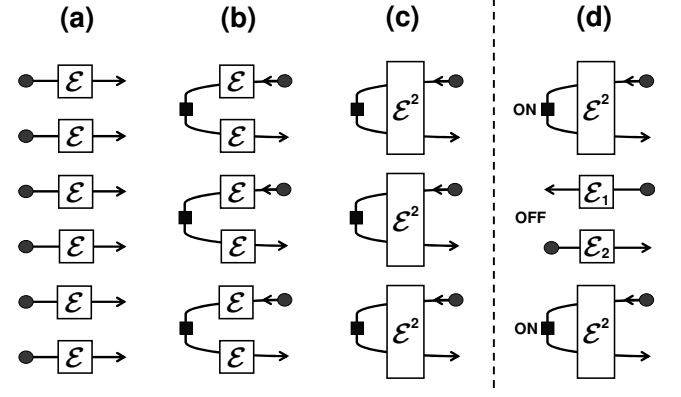 (a) (b) (c) (d)
ℰ ℰ ℰ² ON ℰ²
ℰ ℰ
ℰ ℰ ℰ² ℰ₁
OFF
ℰ ℰ ℰ₂
ℰ ℰ ℰ² ON ℰ²
ℰ ℰ